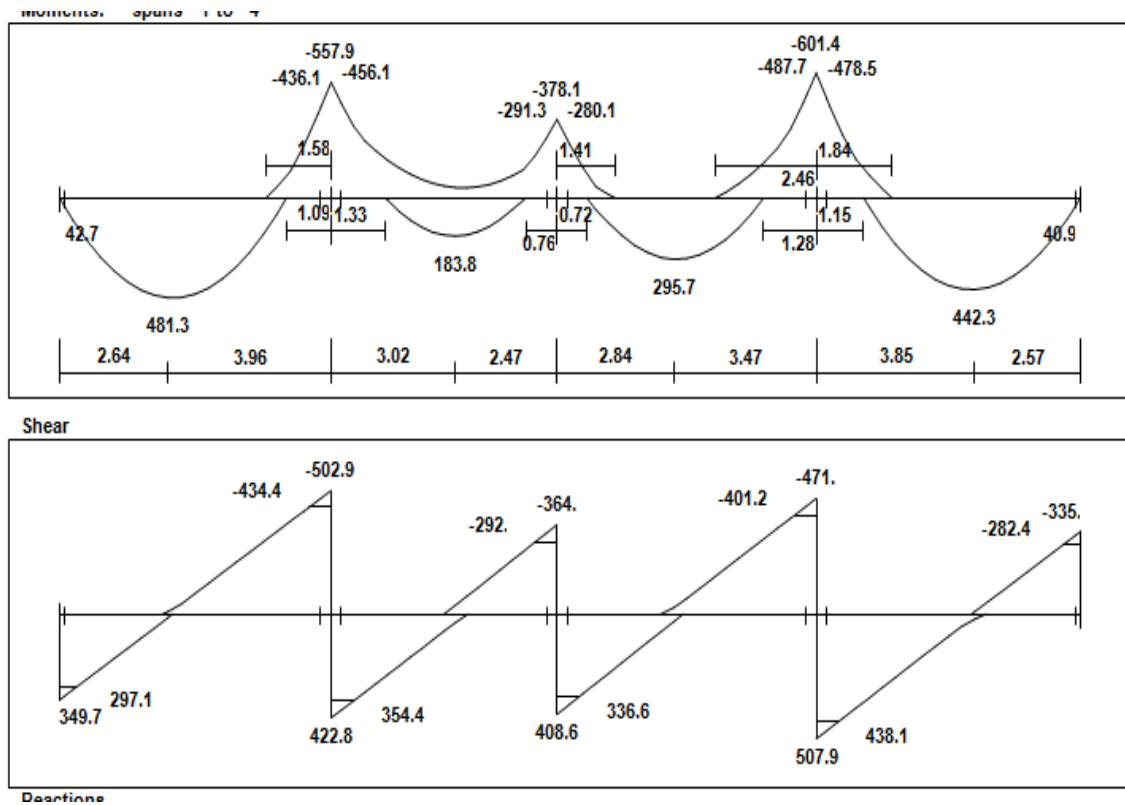 Moments: spans 1 to 4
-557.9 -601.4
-436.1 -456.1 -487.7 -478.5
-378.1
-291.3 -280.1
1.58 1.41 1.84
2.46
1.09 1.33 0.72 1.15
42.7 0.76 1.28 40.9
183.8
295.7
481.3 442.3
2.64 3.96 3.02 2.47 2.84 3.47 3.85 2.57
Shear
-502.9 -471.
-434.4 -364. -401.2 -335.
-292. -282.4
297.1 354.4 336.6
349.7 422.8 408.6 438.1
507.9
Reactions